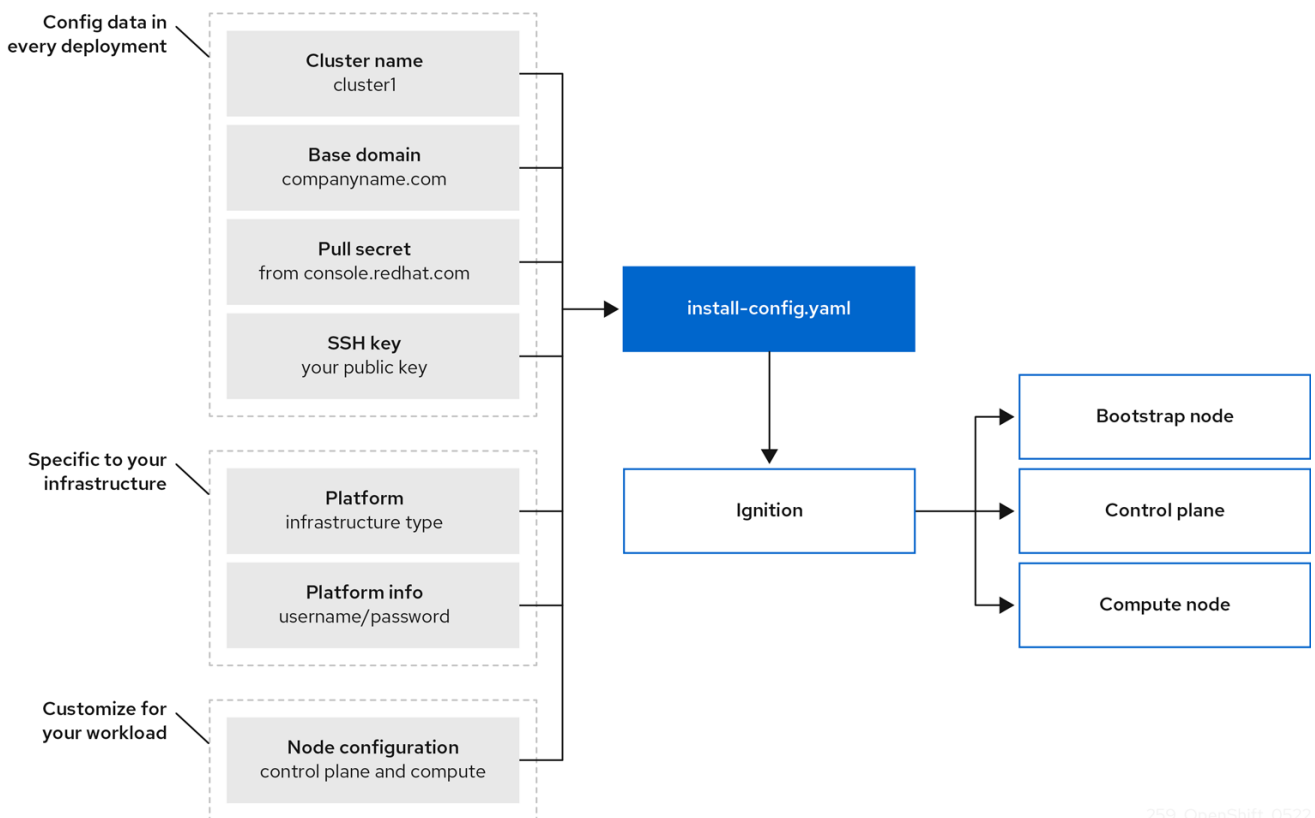 Config data in
every deployment
Cluster name
cluster1
Base domain
companyname.com
Pull secret
from console.redhat.com
SSH key
your public key
install-config.yaml
Specific to your
infrastructure
Platform
infrastructure type
Platform info
username/password
Ignition
Bootstrap node
Control plane
Compute node
Customize for
your workload
Node configuration
control plane and compute
259_OpenShift_0522